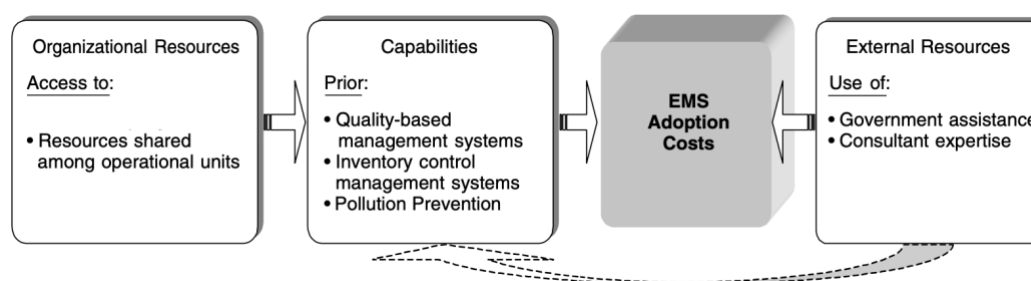 Organizational Resources
Access to:
• Resources shared
among operational units
Capabilities
Prior:
• Quality-based
management systems
• Inventory control
management systems
• Pollution Prevention
EMS
Adoption
Costs
External Resources
Use of:
• Government assistance
• Consultant expertise